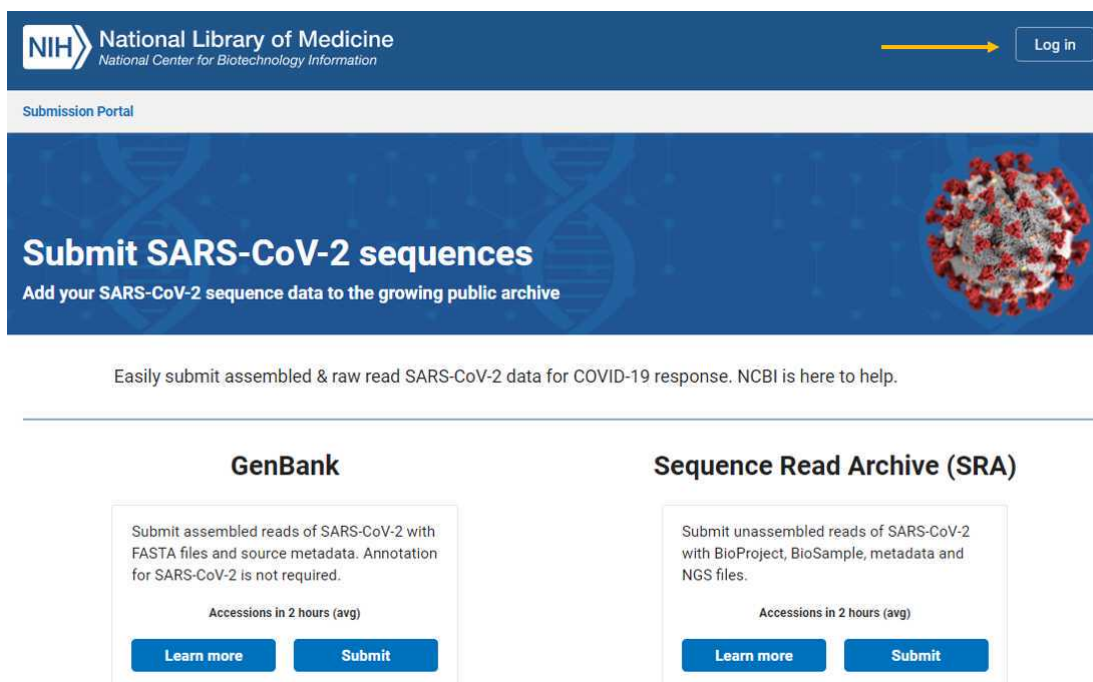 NIH
National Library of Medicine
National Center for Biotechnology Information
Log in
Submission Portal
Submit SARS-CoV-2 sequences
Add your SARS-CoV-2 sequence data to the growing public archive
Easily submit assembled & raw read SARS-CoV-2 data for COVID-19 response. NCBI is here to help.
GenBank
Submit assembled reads of SARS-CoV-2 with
FASTA files and source metadata. Annotation
for SARS-CoV-2 is not required.
Accessions in 2 hours (avg)
Learn more
Submit
Sequence Read Archive (SRA)
Submit unassembled reads of SARS-CoV-2
with BioProject, BioSample, metadata and
NGS files.
Accessions in 2 hours (avg)
Learn more
Submit